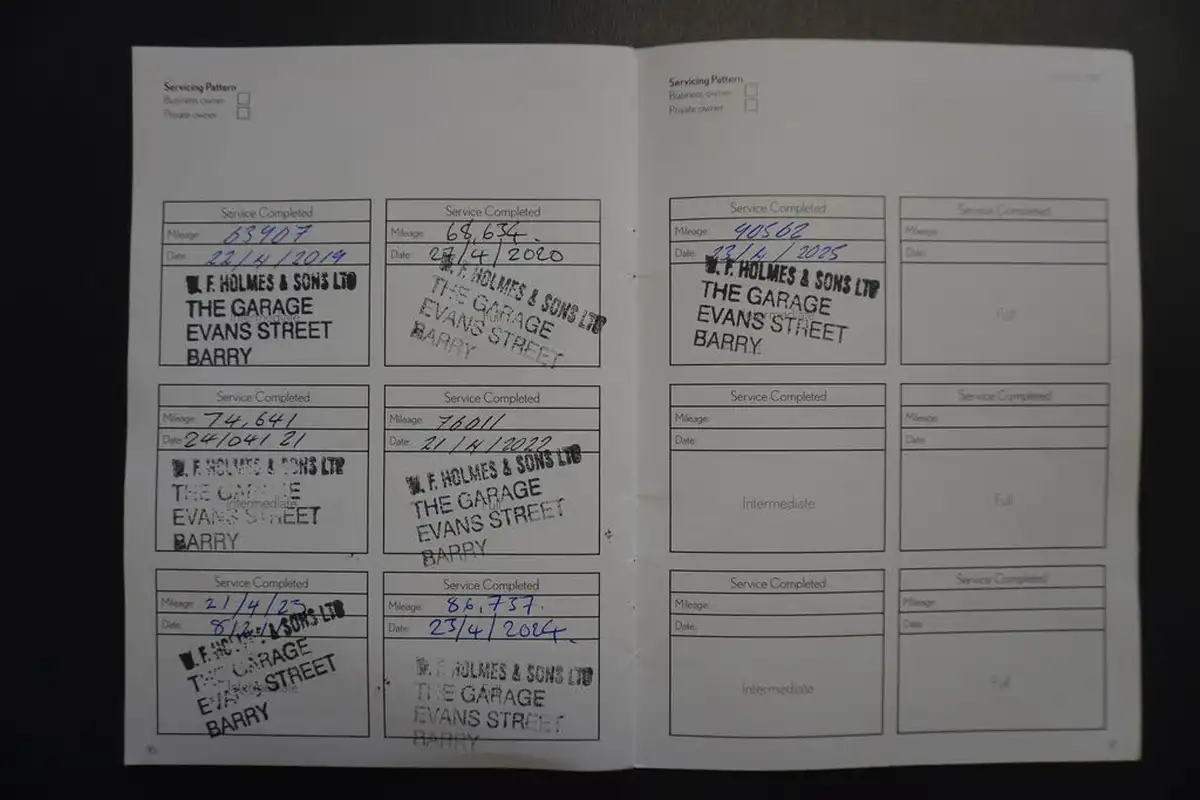 Servicing Pattern
Business owner
Private owner
Service Completed
Mileage: 63907
Date: 22/4/2019
Intermediate
W. F. HOLMES & SONS LTD
THE GARAGE
EVANS STREET
BARRY
Service Completed
Mileage: 68,634.
Date: 27/4/2020
Full
W. F. HOLMES & SONS LTD
THE GARAGE
EVANS STREET
BARRY
Service Completed
Mileage: 74,641
Date: 24/04/21
Intermediate
W. F. HOLMES & SONS LTD
THE GARAGE
EVANS STREET
BARRY
Service Completed
Mileage: 76011
Date: 21/4/2022
Full
W. F. HOLMES & SONS LTD
THE GARAGE
EVANS STREET
BARRY
Service Completed
Mileage: 21/4/23
Date:
Intermediate
W. F. HOLMES & SONS LTD
THE GARAGE
EVANS STREET
BARRY
Service Completed
Mileage: 86,737.
Date: 23/4/2024.
W. F. HOLMES & SONS LTD
THE GARAGE
EVANS STREET
BARRY
Servicing Pattern
Business owner
Private owner
Service Completed
Mileage: 90562
Date: 23/4/2025
Intermediate
W. F. HOLMES & SONS LTD
THE GARAGE
EVANS STREET
BARRY
Service Completed
Mileage:
Date:
Full
Service Completed
Mileage:
Date:
Intermediate
Service Completed
Mileage:
Date:
Full
Service Completed
Mileage:
Date:
Intermediate
Service Completed
Mileage:
Date:
Full